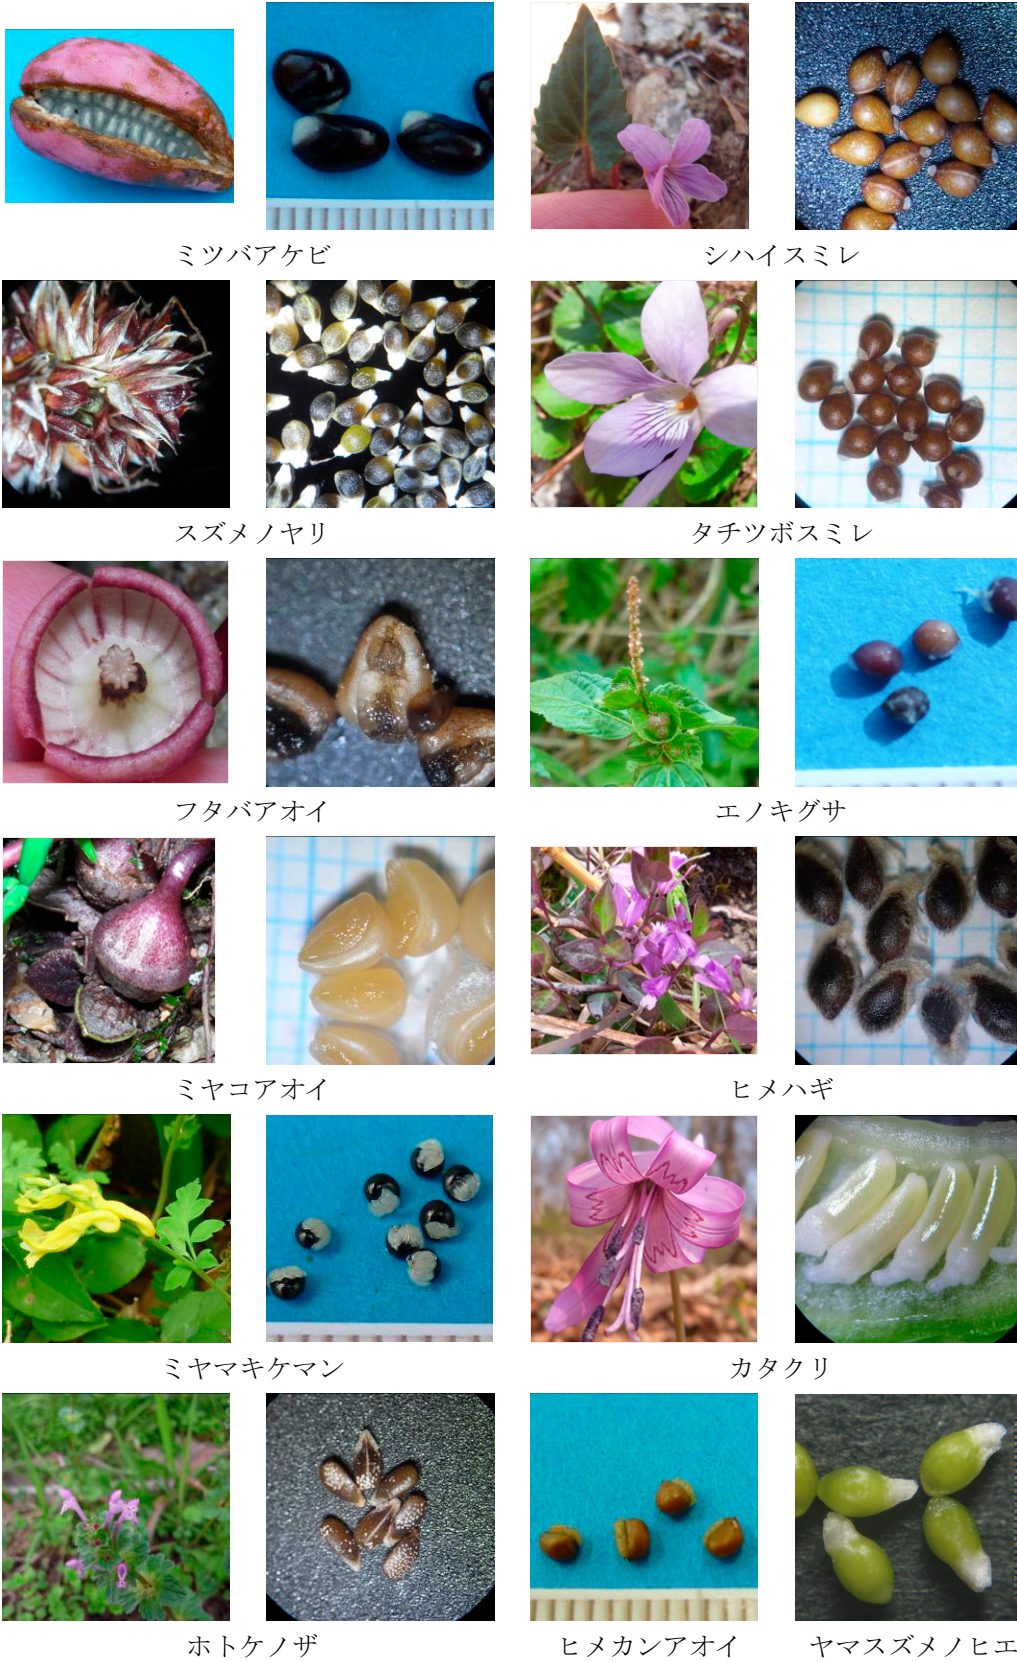 ミツバアケビ
シハイスミレ
スズメノヤリ
タチツボスミレ
フタバアオイ
エノキグサ
ミヤコアオイ
ヒメハギ
ミヤマキケマン
カタクリ
ホトケノザ
ヒメカンアオイ
ヤマスズメノヒエ